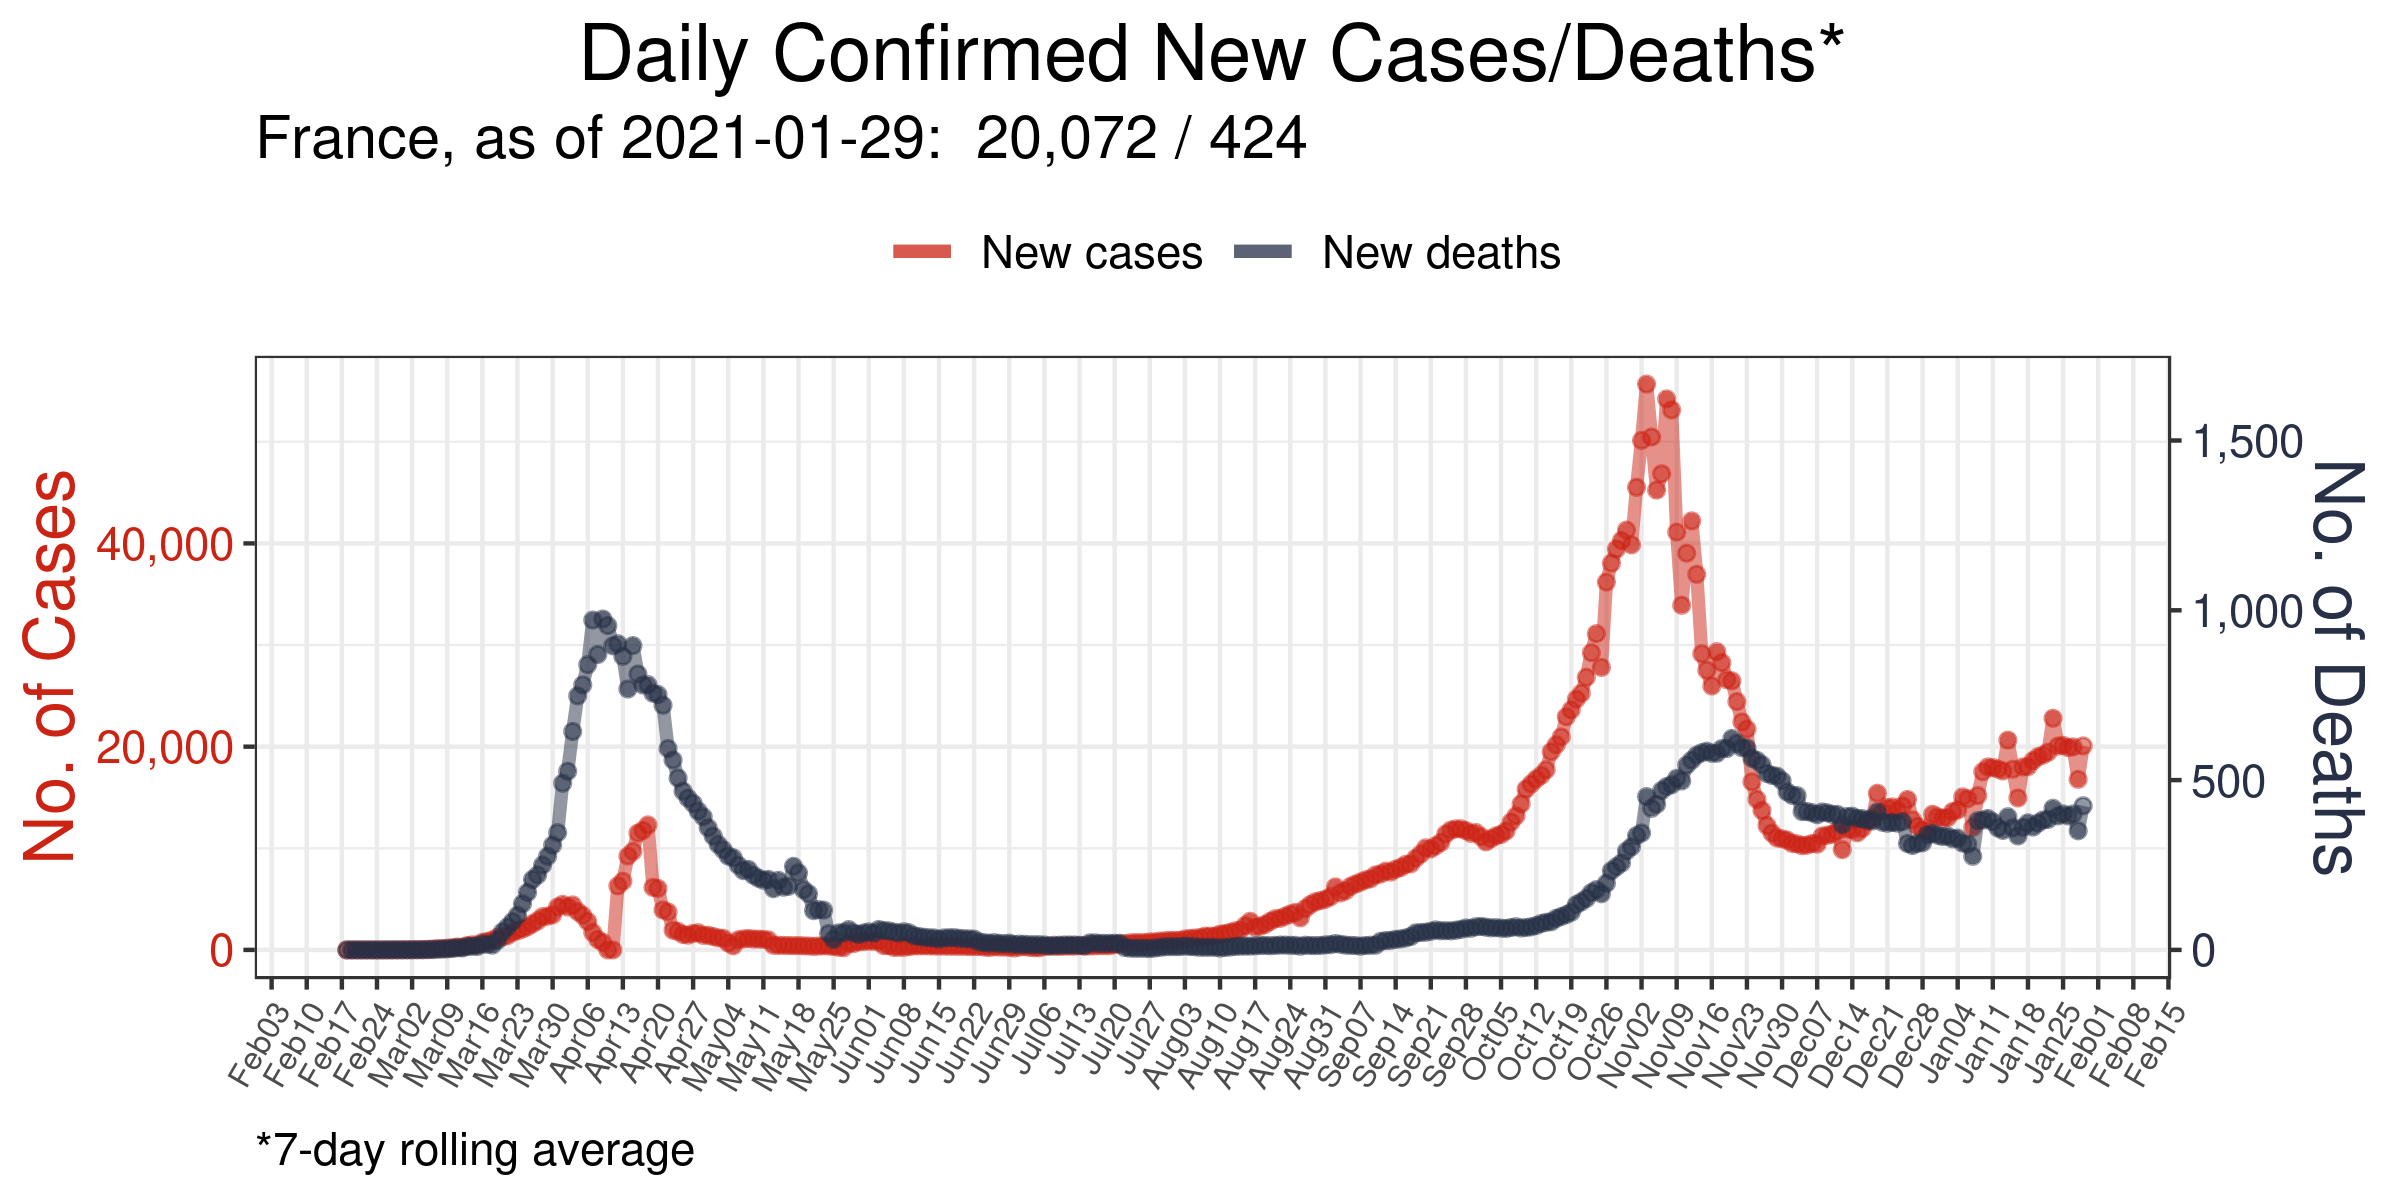 Daily Confirmed New Cases/Deaths*
France, as of 2021-01-29:  20,072 / 424
New cases
New deaths
No. of Cases
40,000
20,000
0
1,500
1,000
500
0
No. of Deaths
Feb03
Feb10
Feb17
Feb24
Mar02
Mar09
Mar16
Mar23
Mar30
Apr06
Apr13
Apr20
Apr27
May04
May11
May18
May25
Jun01
Jun08
Jun15
Jun22
Jun29
Jul06
Jul13
Jul20
Jul27
Aug03
Aug10
Aug17
Aug24
Aug31
Sep07
Sep14
Sep21
Sep28
Oct05
Oct12
Oct19
Oct26
Nov02
Nov09
Nov16
Nov23
Nov30
Dec07
Dec14
Dec21
Dec28
Jan04
Jan11
Jan18
Jan25
Feb01
Feb08
Feb15
*7-day rolling average